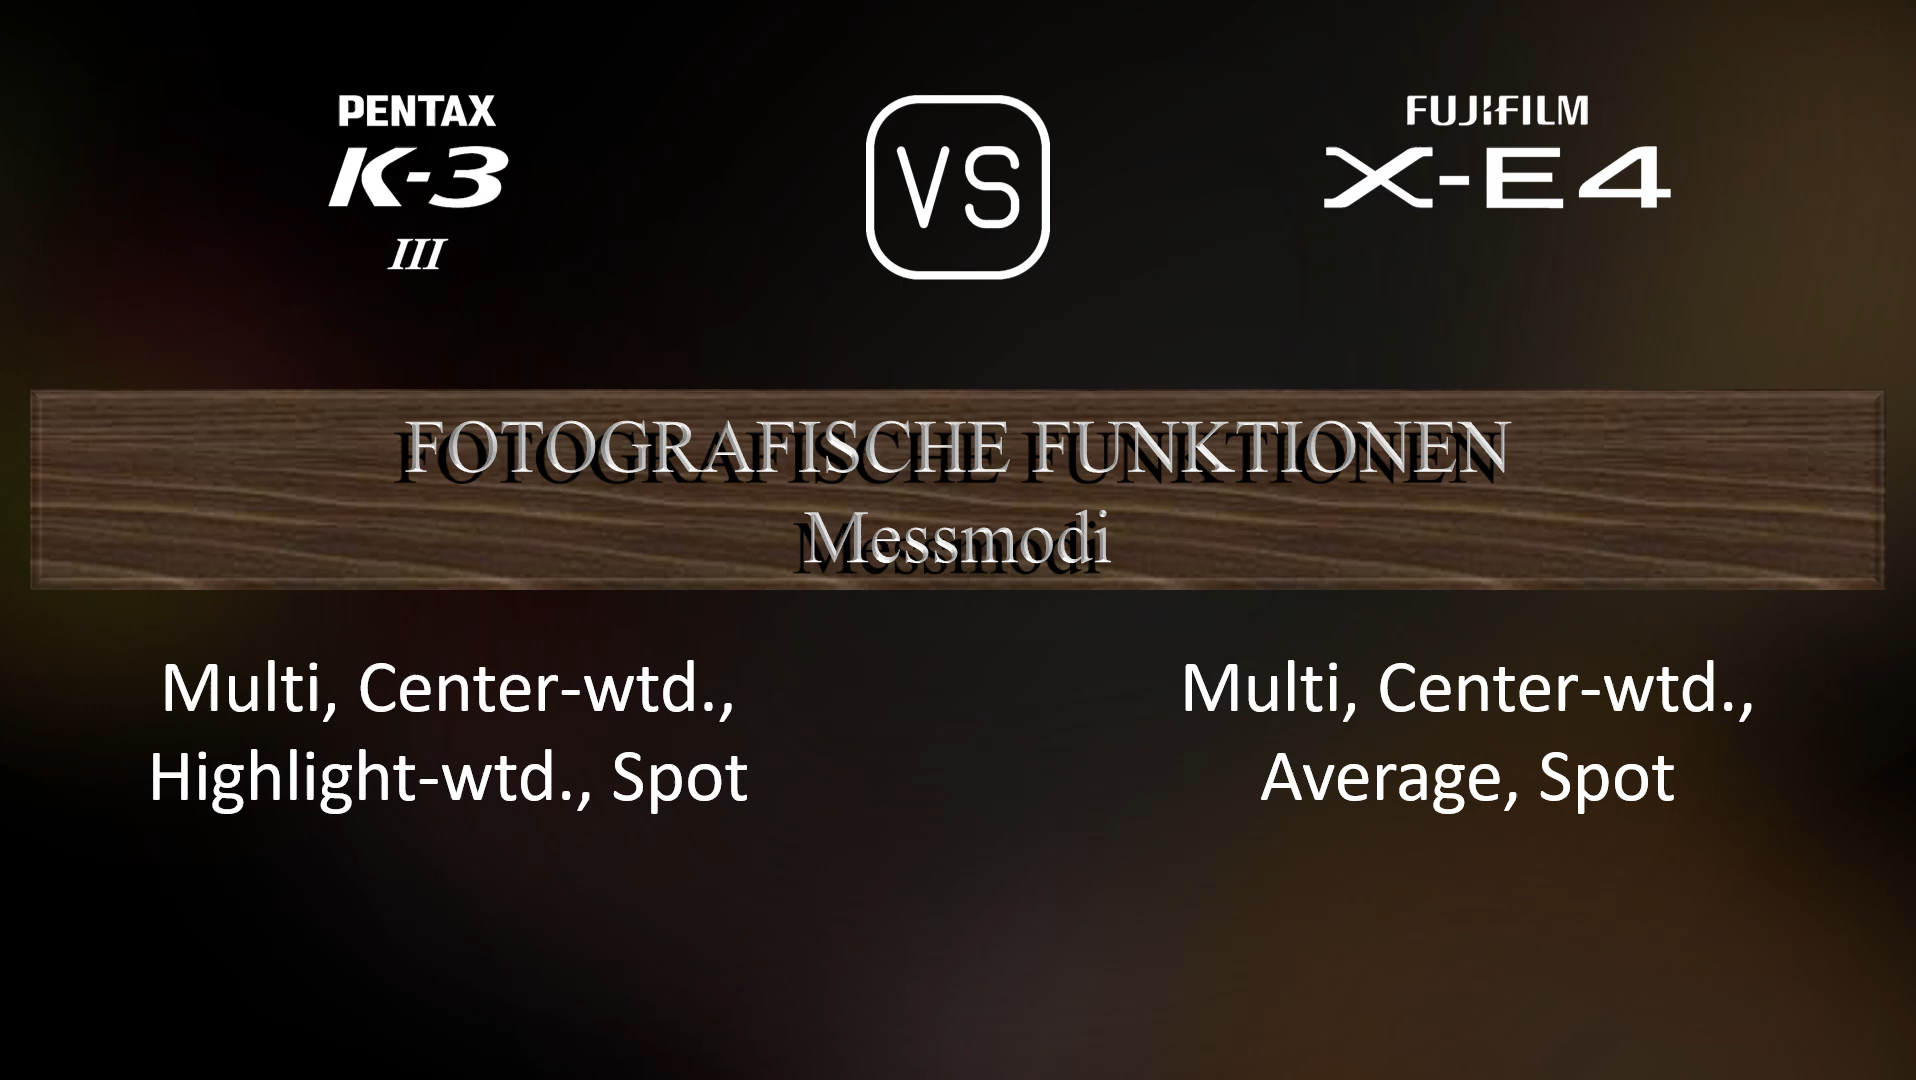 PENTAX
K-3
III
VS
FUJIFILM
X-E4
FOTOGRAFISCHE FUNKTIONEN
Messmodi
Multi, Center-wtd.,
Highlight-wtd., Spot
Multi, Center-wtd.,
Average, Spot